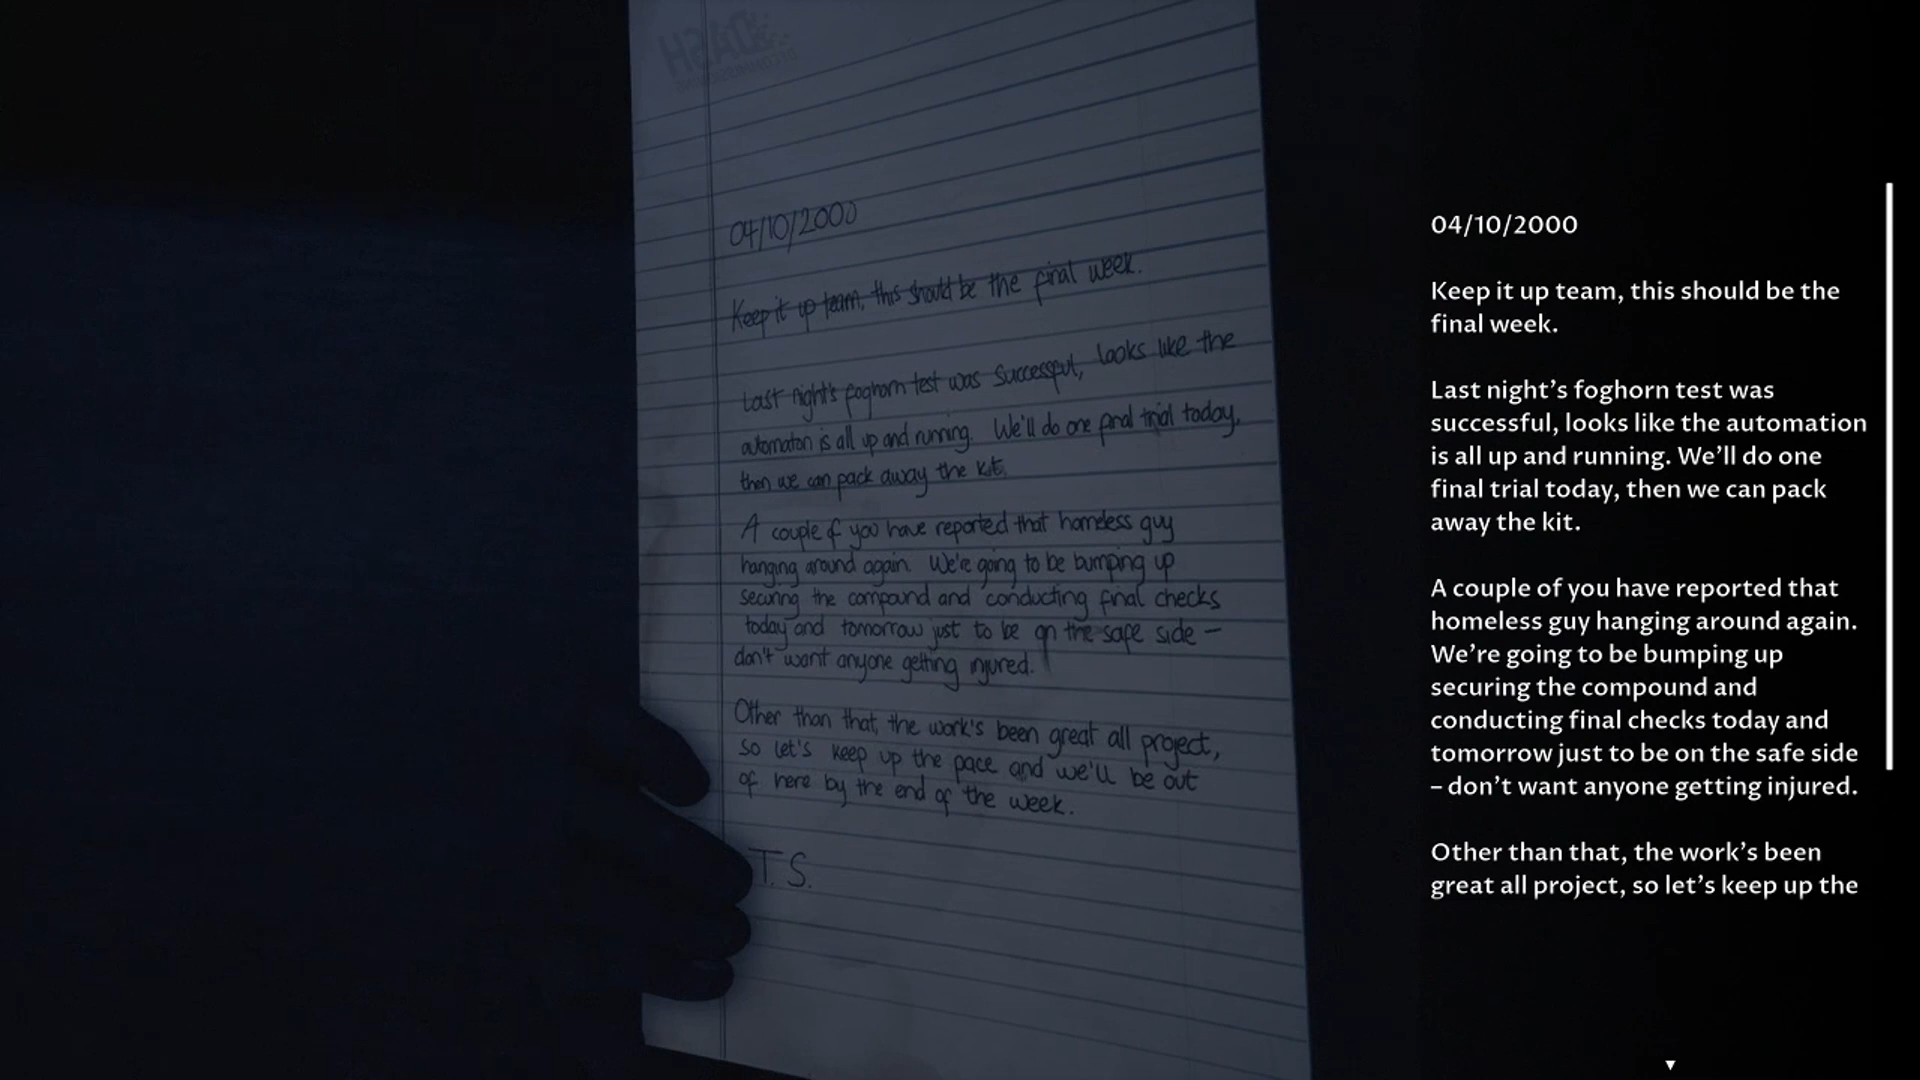 04/10/2000
Keep it up team, this should be the final week.
Last night's foghorn test was successful, looks like the
automation is all up and running. We'll do one final trial today,
then we can pack away the kit.
A couple of you have reported that homeless guy
hanging around again. We're going to be bumping up
securing the compound and conducting final checks
today and tomorrow just to be on the safe side –
don't want anyone getting injured.
Other than that, the work's been great all project,
so let's keep up the pace and we'll be out
of here by the end of the week.
T. S.
04/10/2000
Keep it up team, this should be the
final week.
Last night's foghorn test was
successful, looks like the automation
is all up and running. We'll do one
final trial today, then we can pack
away the kit.
A couple of you have reported that
homeless guy hanging around again.
We're going to be bumping up
securing the compound and
conducting final checks today and
tomorrow just to be on the safe side
– don't want anyone getting injured.
Other than that, the work's been
great all project, so let's keep up the